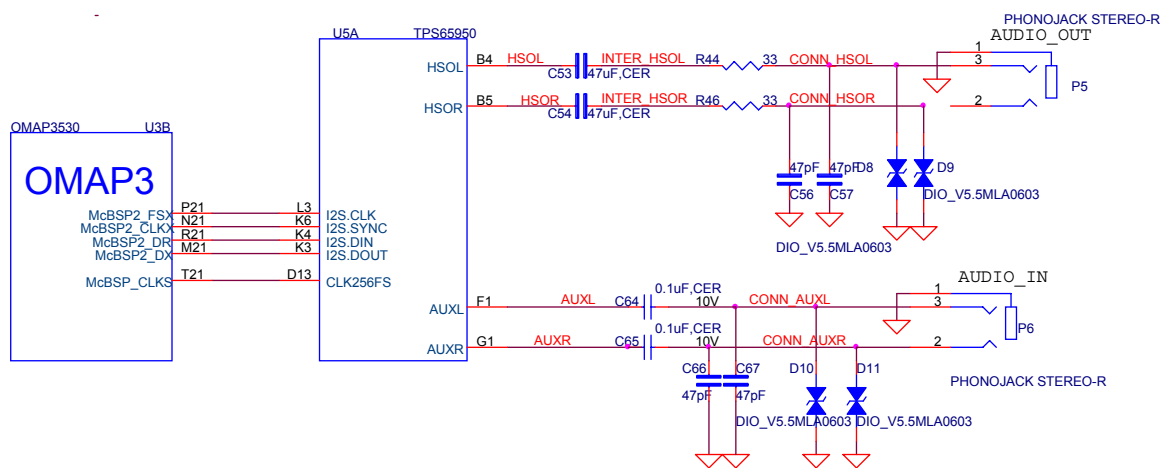 -
PHONOJACK STEREO-R
AUDIO_OUT
U5A TPS65950
HSOL B4 HSOL C53 47uF,CER INTER_HSOL R44 33 CONN_HSOL 1 3 P5
HSOR B5 HSOR C54 47uF,CER INTER_HSOR R46 33 CONN_HSOR 2
OMAP3530 U3B
OMAP3
47pF 47pF D8 D9
C56 C57 DIO_V5.5MLA0603
DIO_V5.5MLA0603
McBSP2_FSX P21 L3 I2S.CLK
McBSP2_CLKX N21 K6 I2S.SYNC
McBSP2_DR R21 K4 I2S.DIN
McBSP2_DX M21 K3 I2S.DOUT
McBSP_CLKS T21 D13 CLK256FS
AUDIO_IN
0.1uF,CER 1
AUXL F1 AUXL C64 10V CONN_AUXL 3
0.1uF,CER P6
AUXR G1 AUXR C65 10V CONN_AUXR 2
C66 C67 D10 D11
47pF 47pF PHONOJACK STEREO-R
DIO_V5.5MLA0603 DIO_V5.5MLA0603